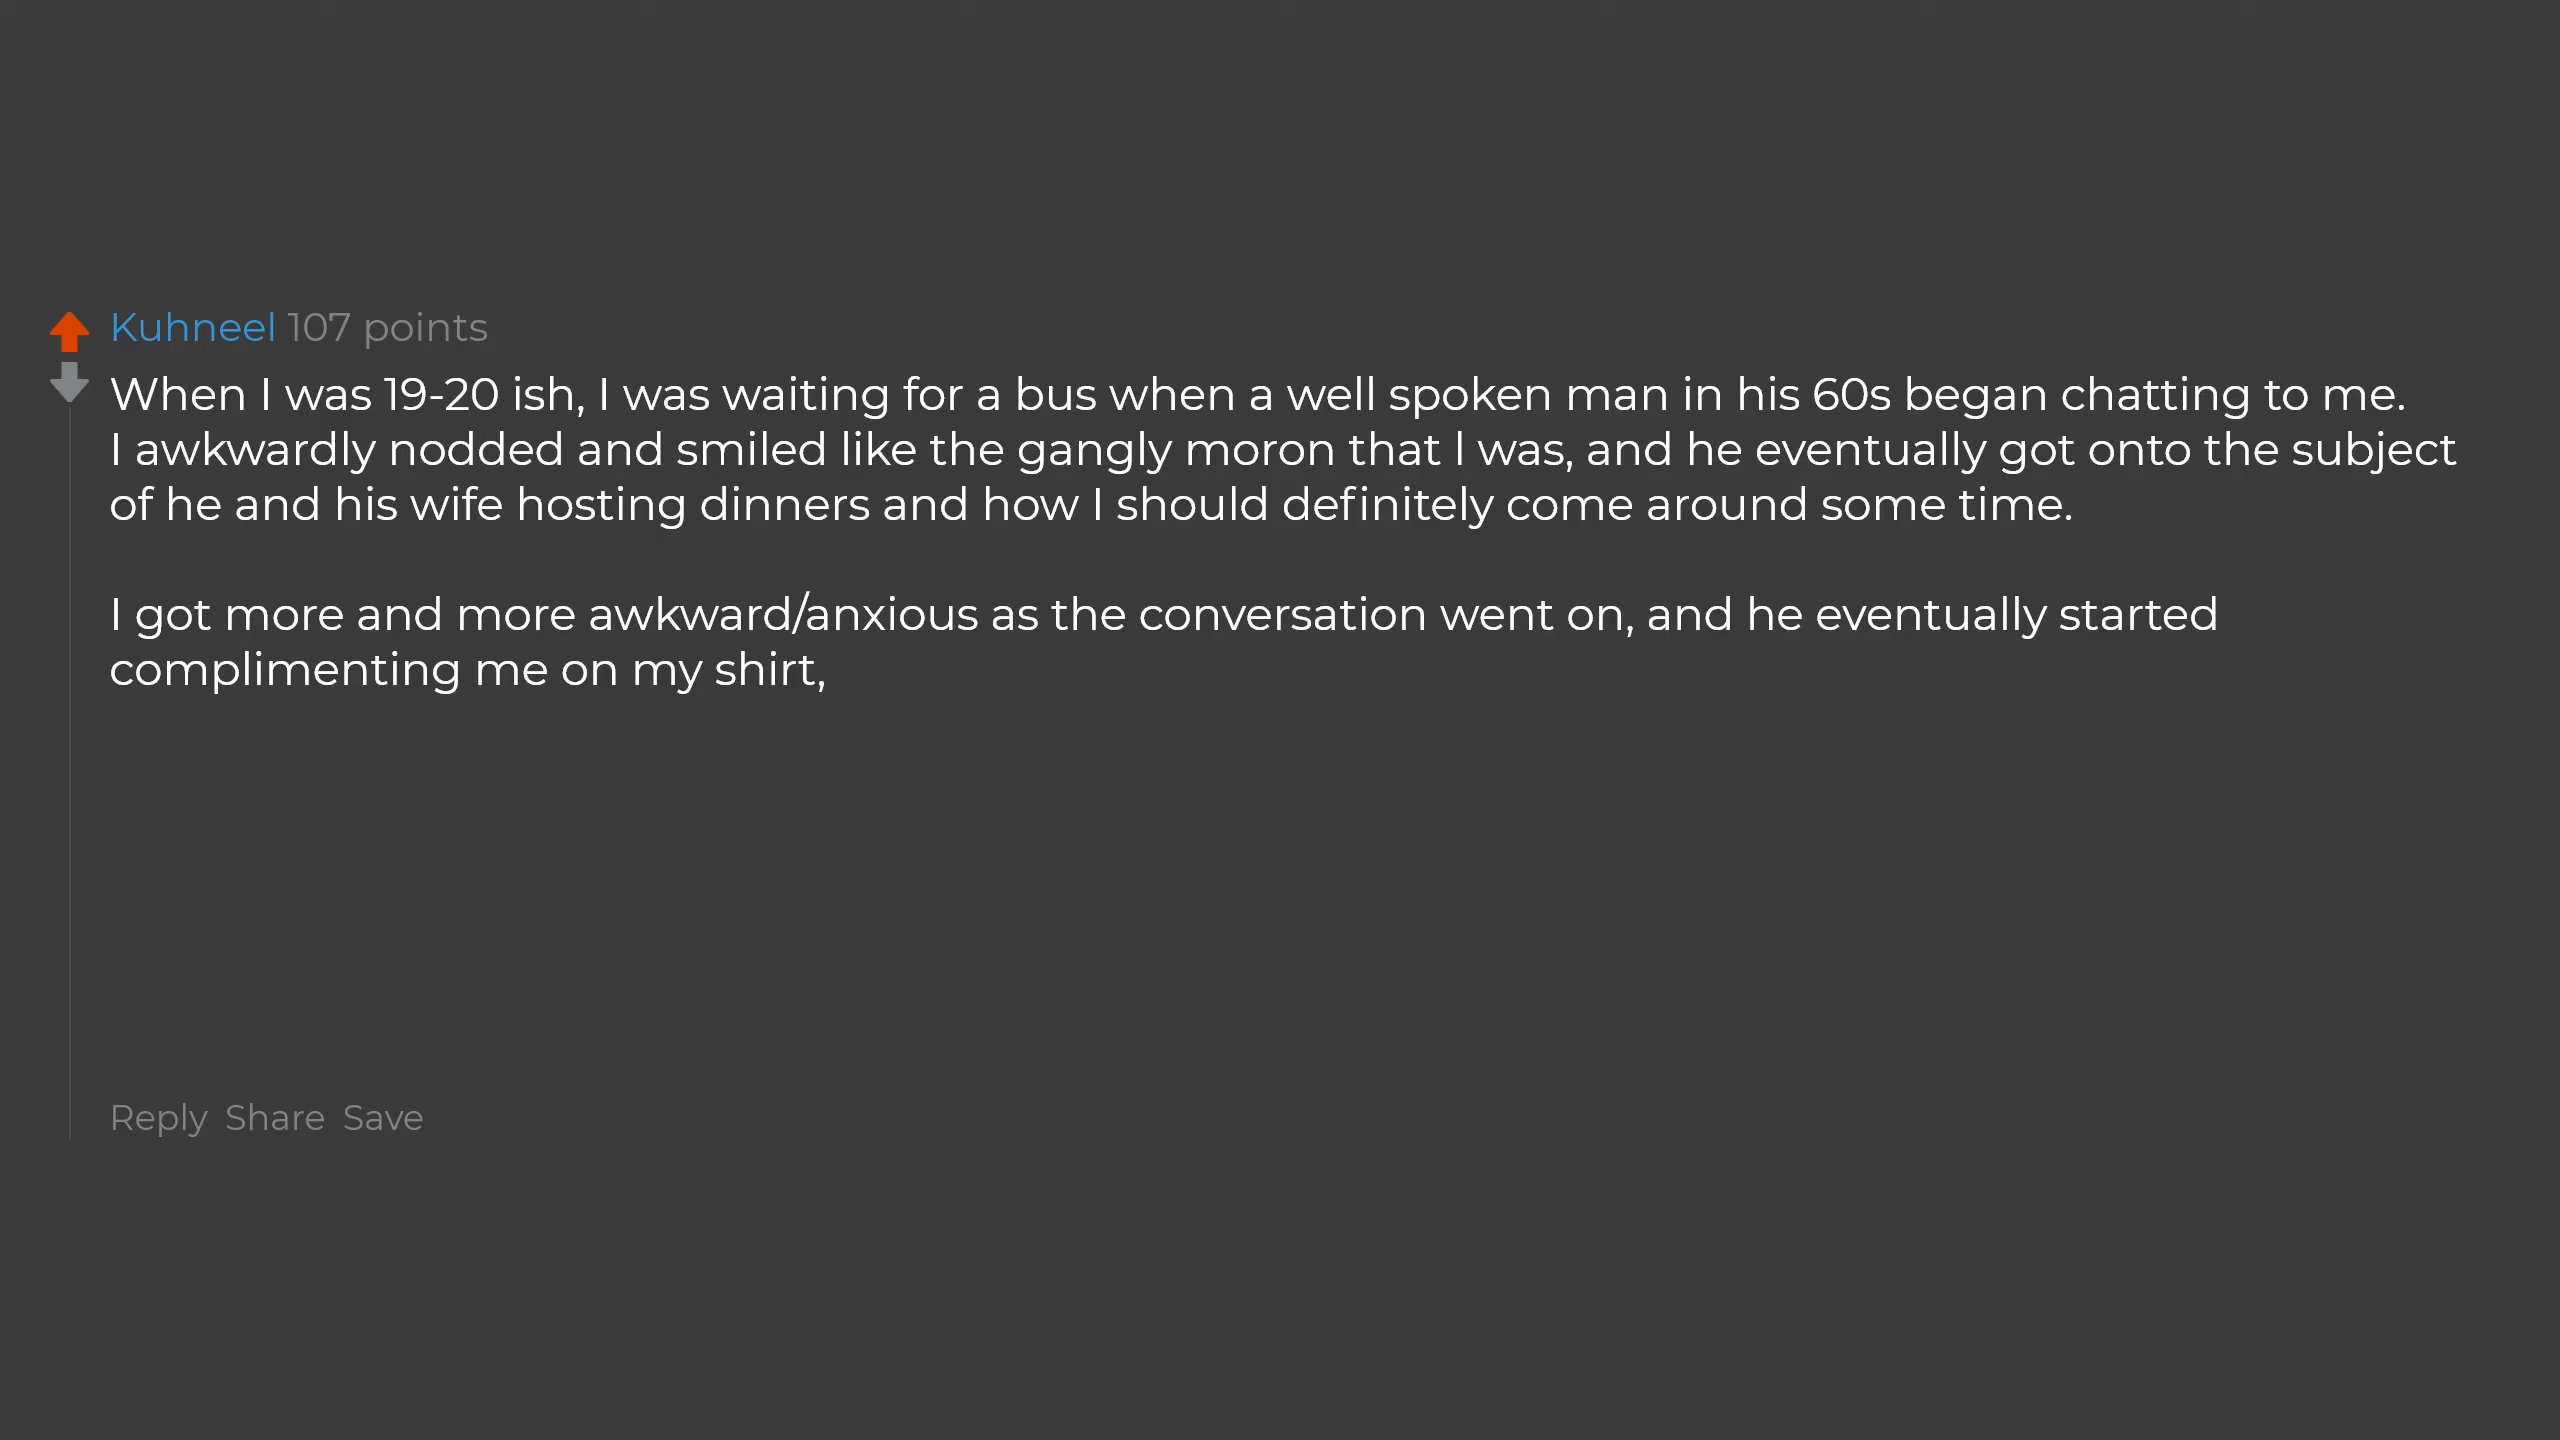 Kuhneel 107 points
When I was 19-20 ish, I was waiting for a bus when a well spoken man in his 60s began chatting to me.
I awkwardly nodded and smiled like the gangly moron that I was, and he eventually got onto the subject
of he and his wife hosting dinners and how I should definitely come around some time.
I got more and more awkward/anxious as the conversation went on, and he eventually started
complimenting me on my shirt,
Reply Share Save